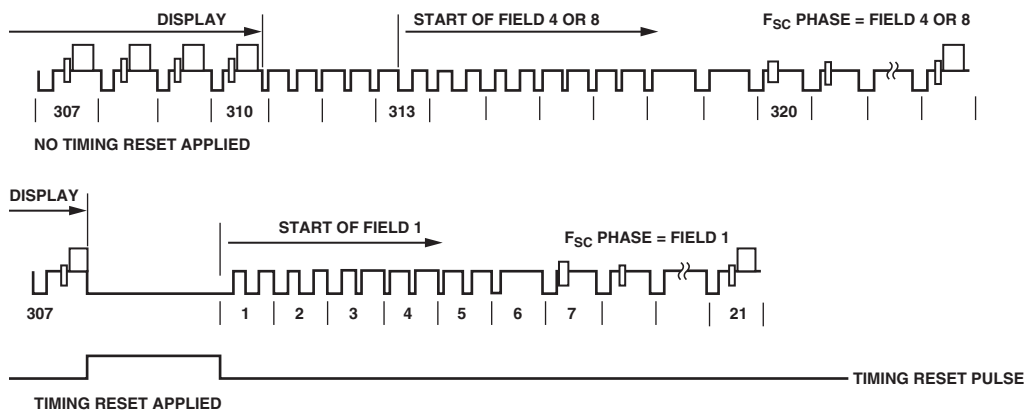 DISPLAY
START OF FIELD 4 OR 8
FSC PHASE = FIELD 4 OR 8
307 310 313 320
NO TIMING RESET APPLIED
DISPLAY
START OF FIELD 1
FSC PHASE = FIELD 1
307 1 2 3 4 5 6 7 21
TIMING RESET PULSE
TIMING RESET APPLIED